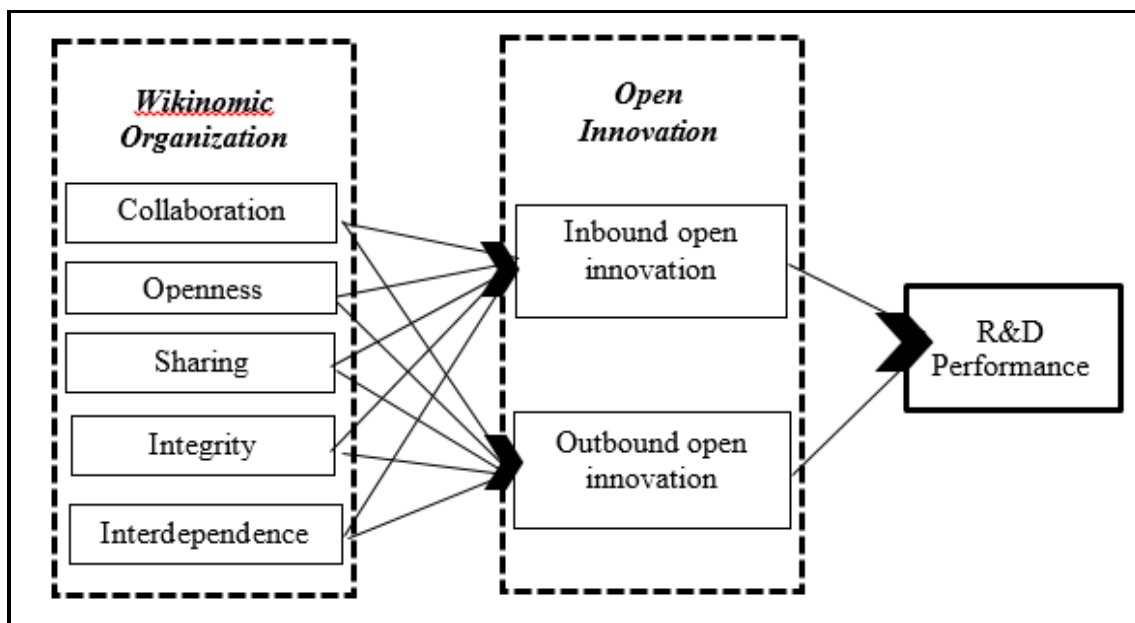 Wikinomic
Organization
Collaboration
Openness
Sharing
Integrity
Interdependence
Open
Innovation
Inbound open
innovation
Outbound open
innovation
R&D
Performance